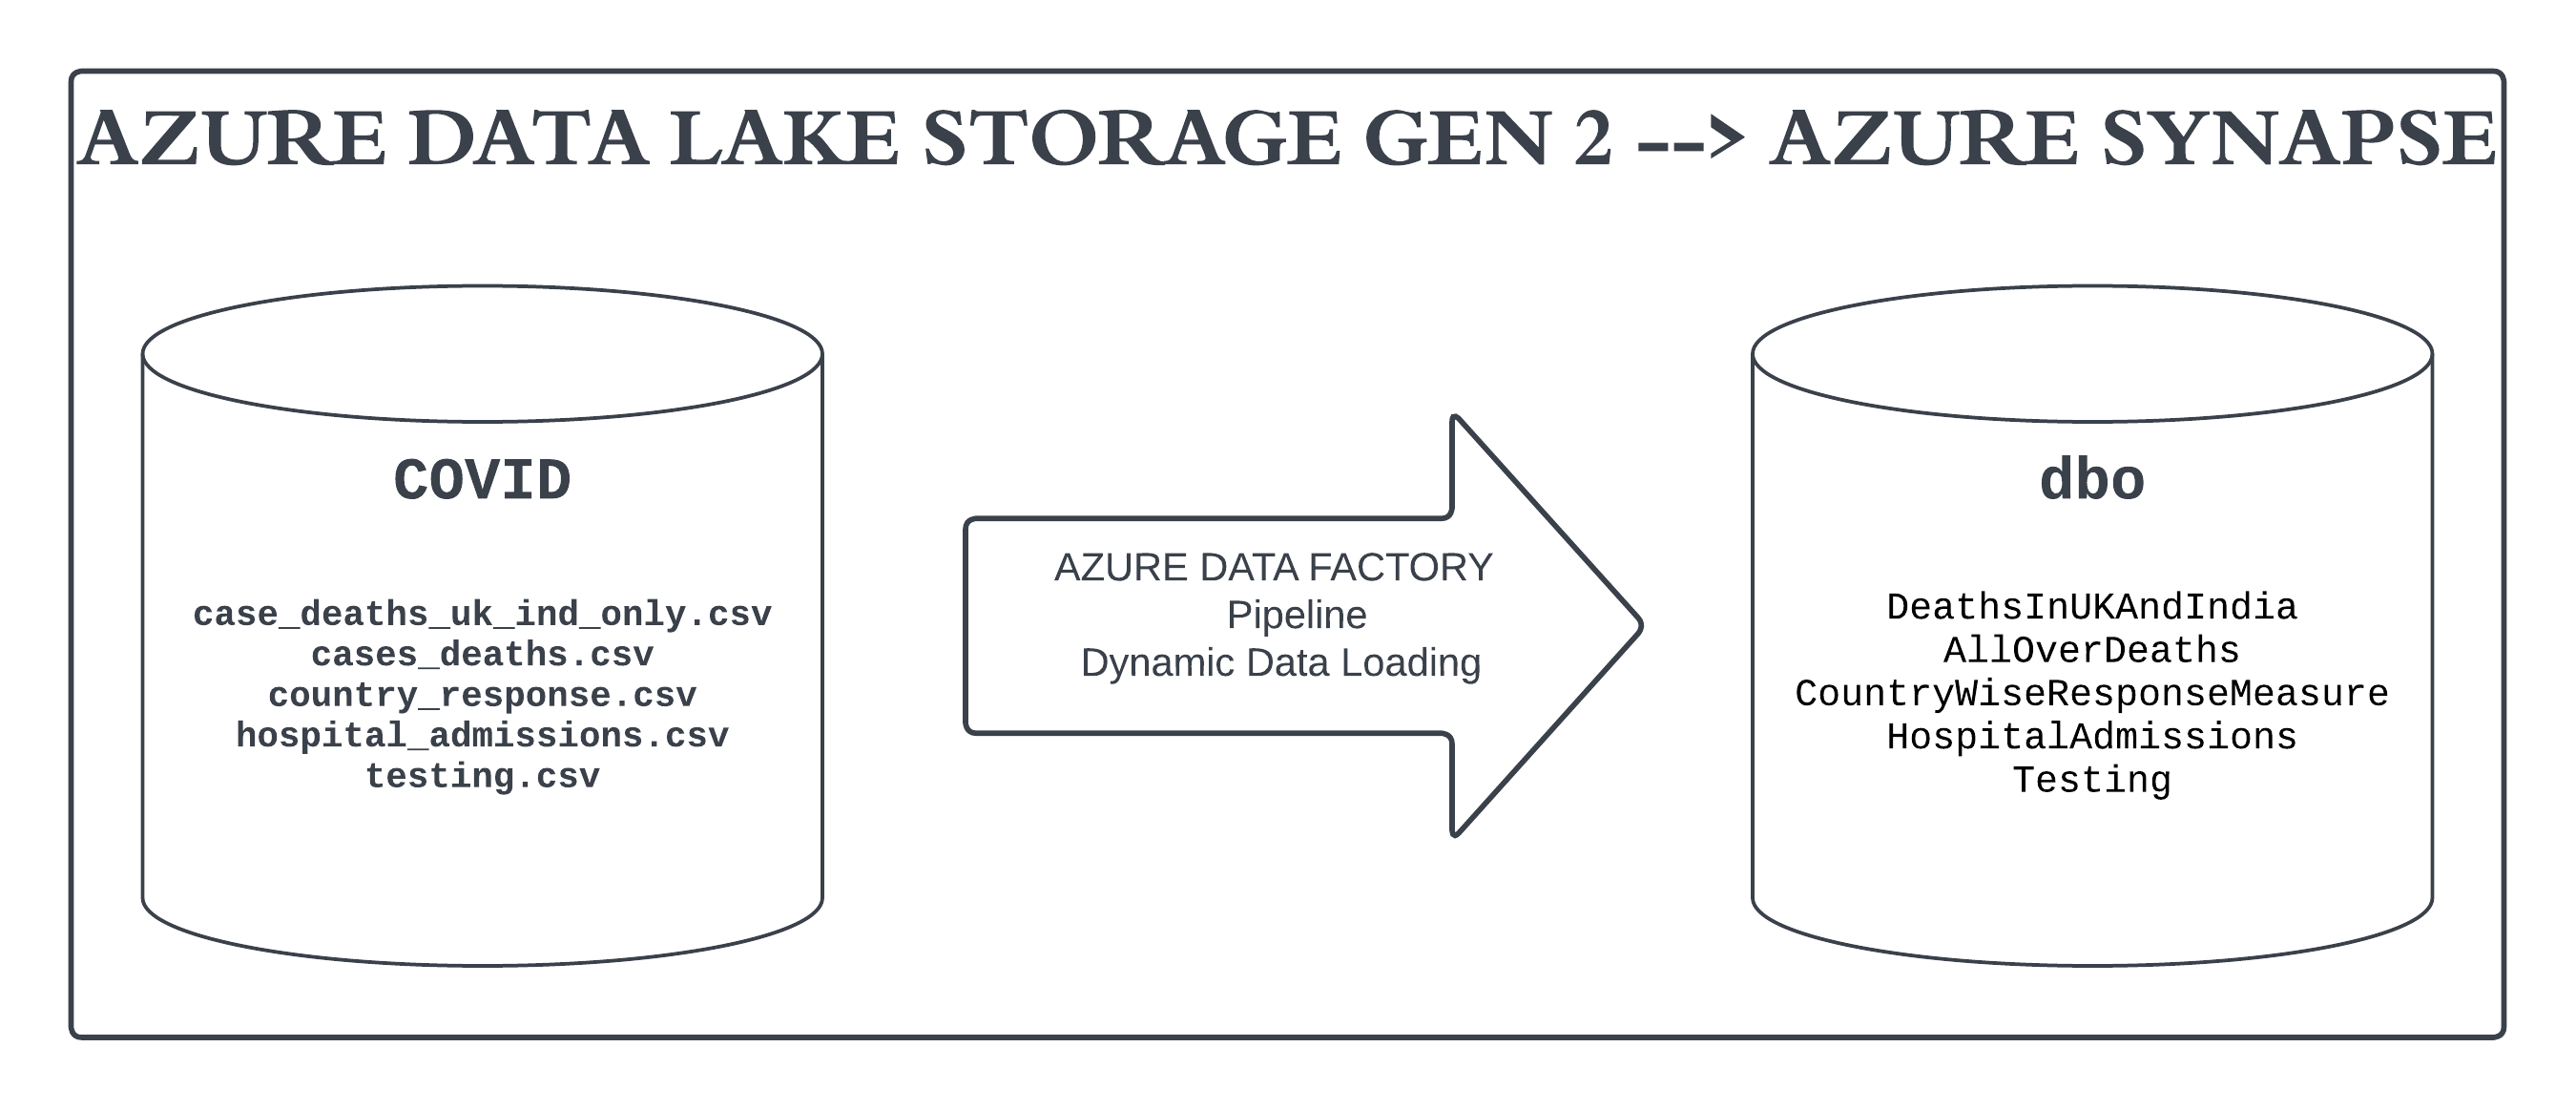 AZURE DATA LAKE STORAGE GEN 2 --> AZURE SYNAPSE
COVID
case_deaths_uk_ind_only.csv
cases_deaths.csv
country_response.csv
hospital_admissions.csv
testing.csv
AZURE DATA FACTORY
Pipeline
Dynamic Data Loading
dbo
DeathsInUKAndIndia
AllOverDeaths
CountryWiseResponseMeasure
HospitalAdmissions
Testing